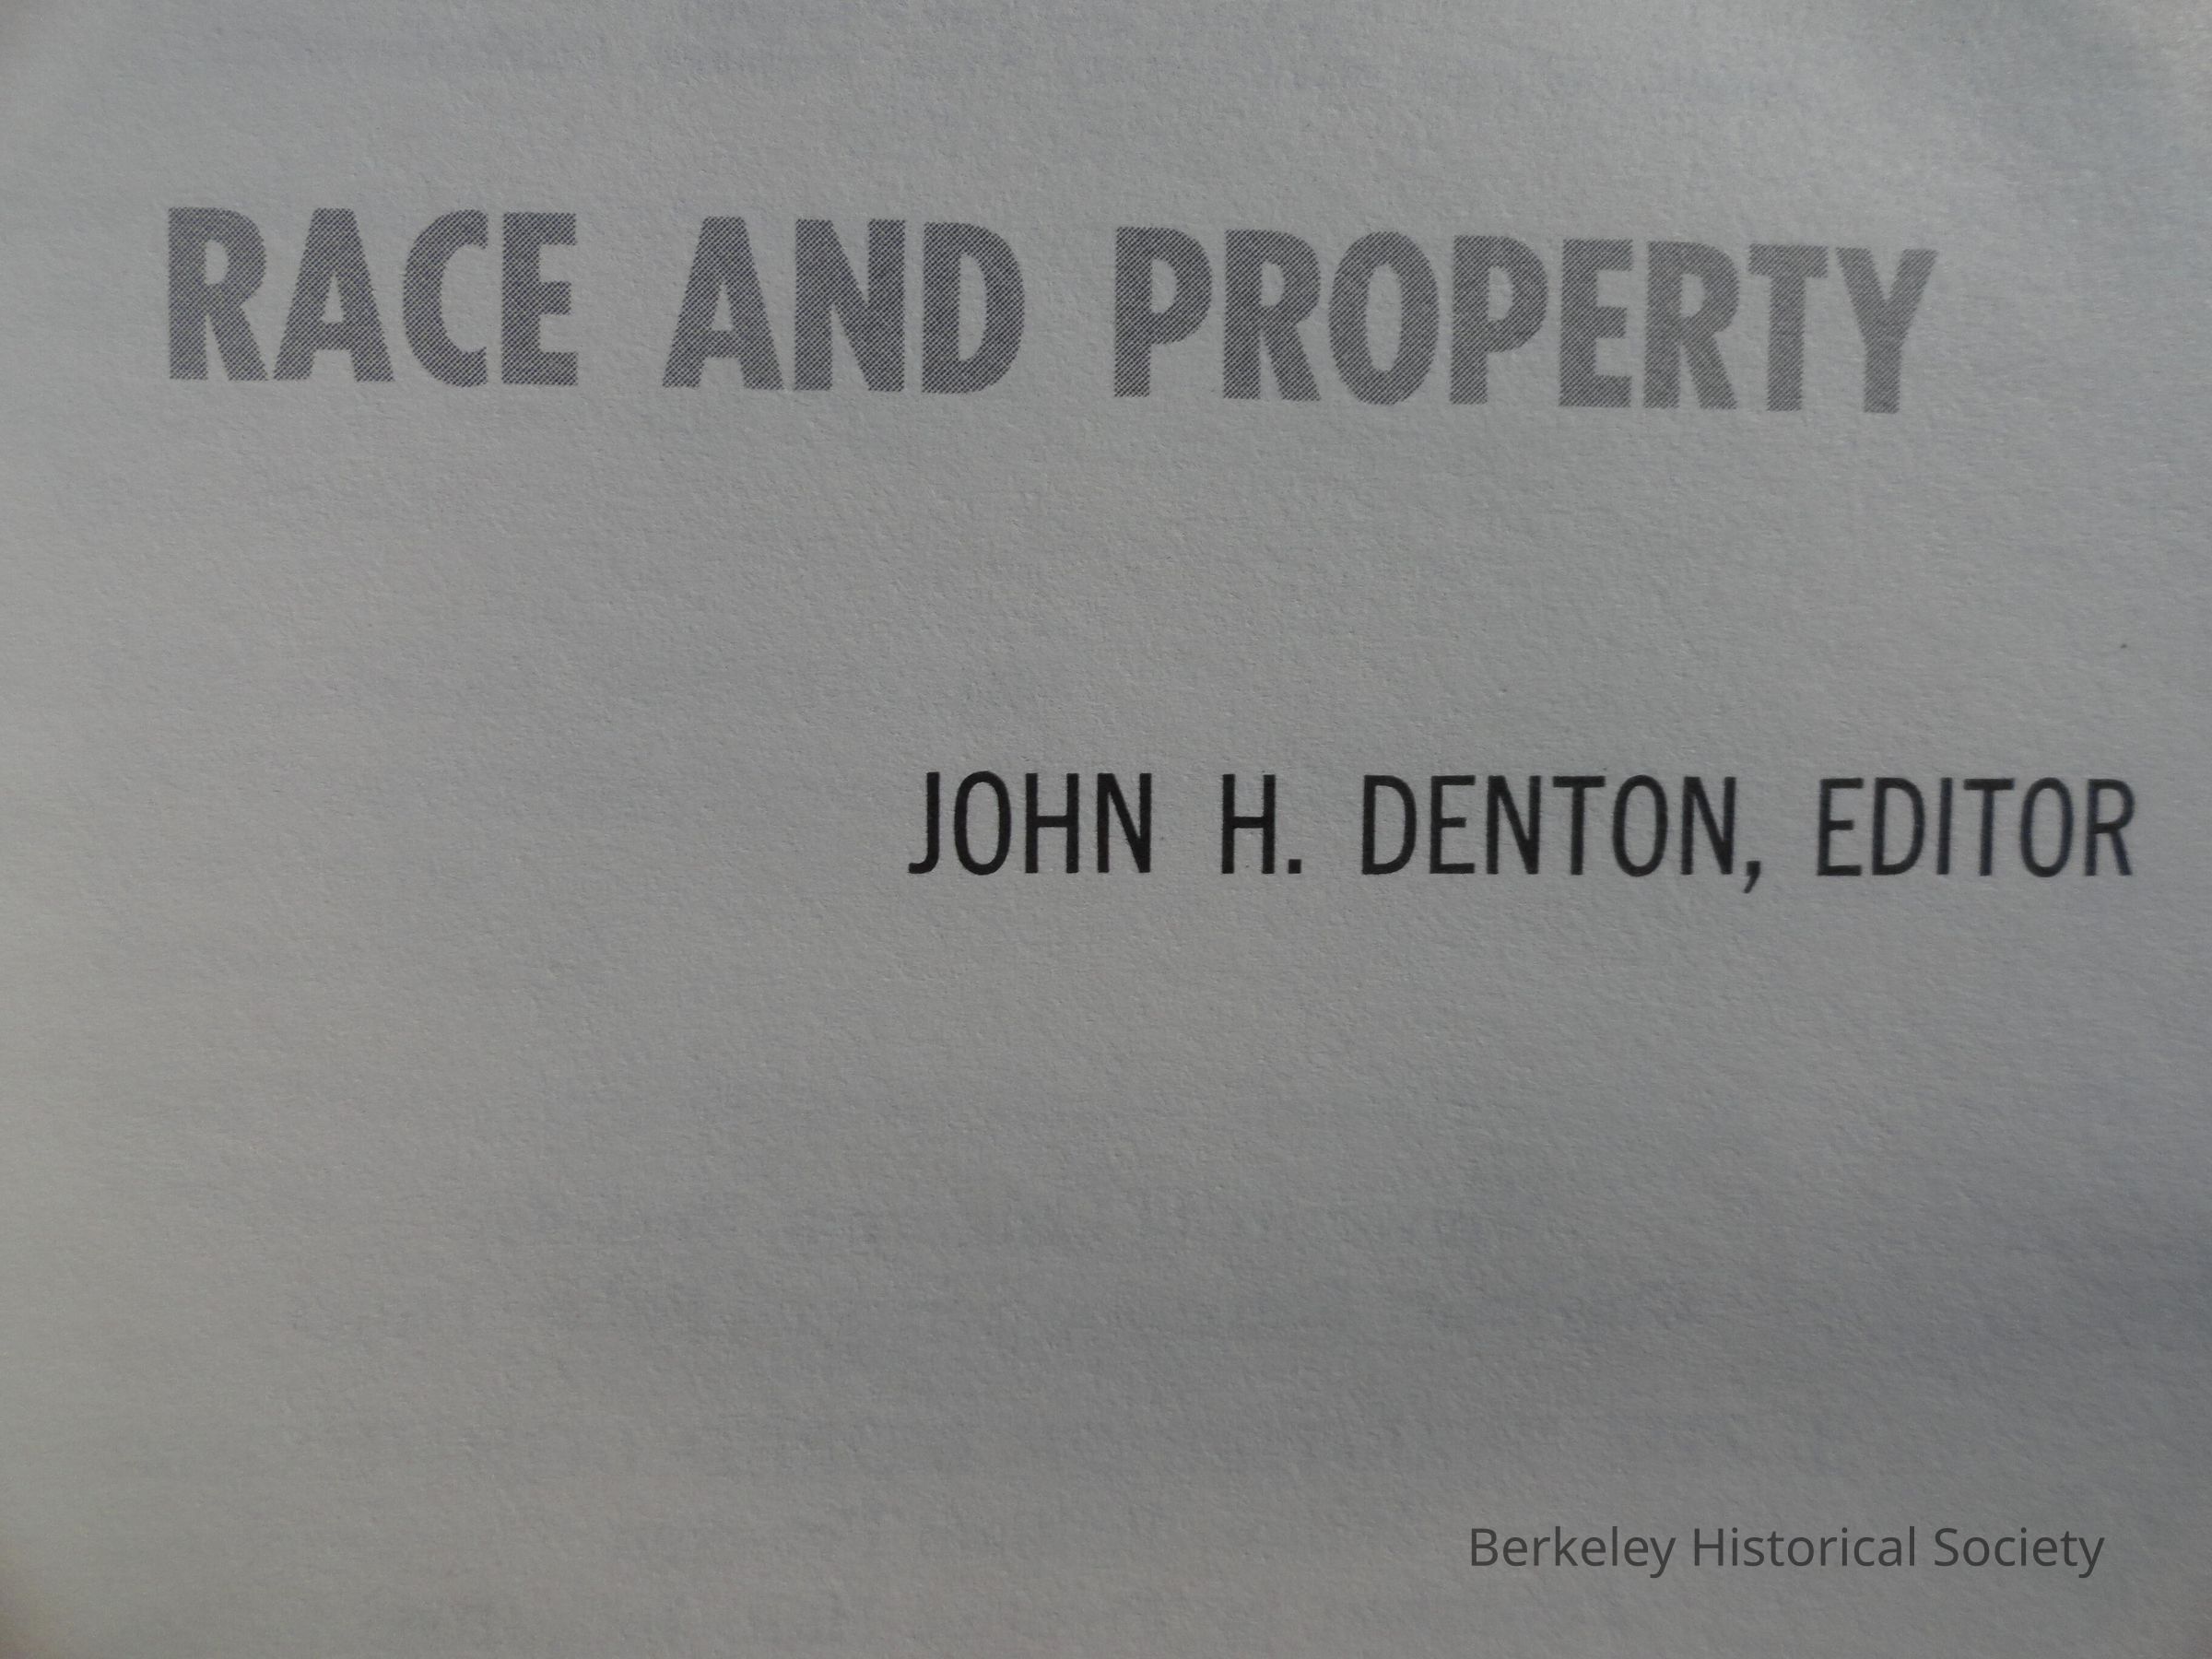 RACE AND PROPERTY
JOHN H. DENTON, EDITOR
Berkeley Historical Society